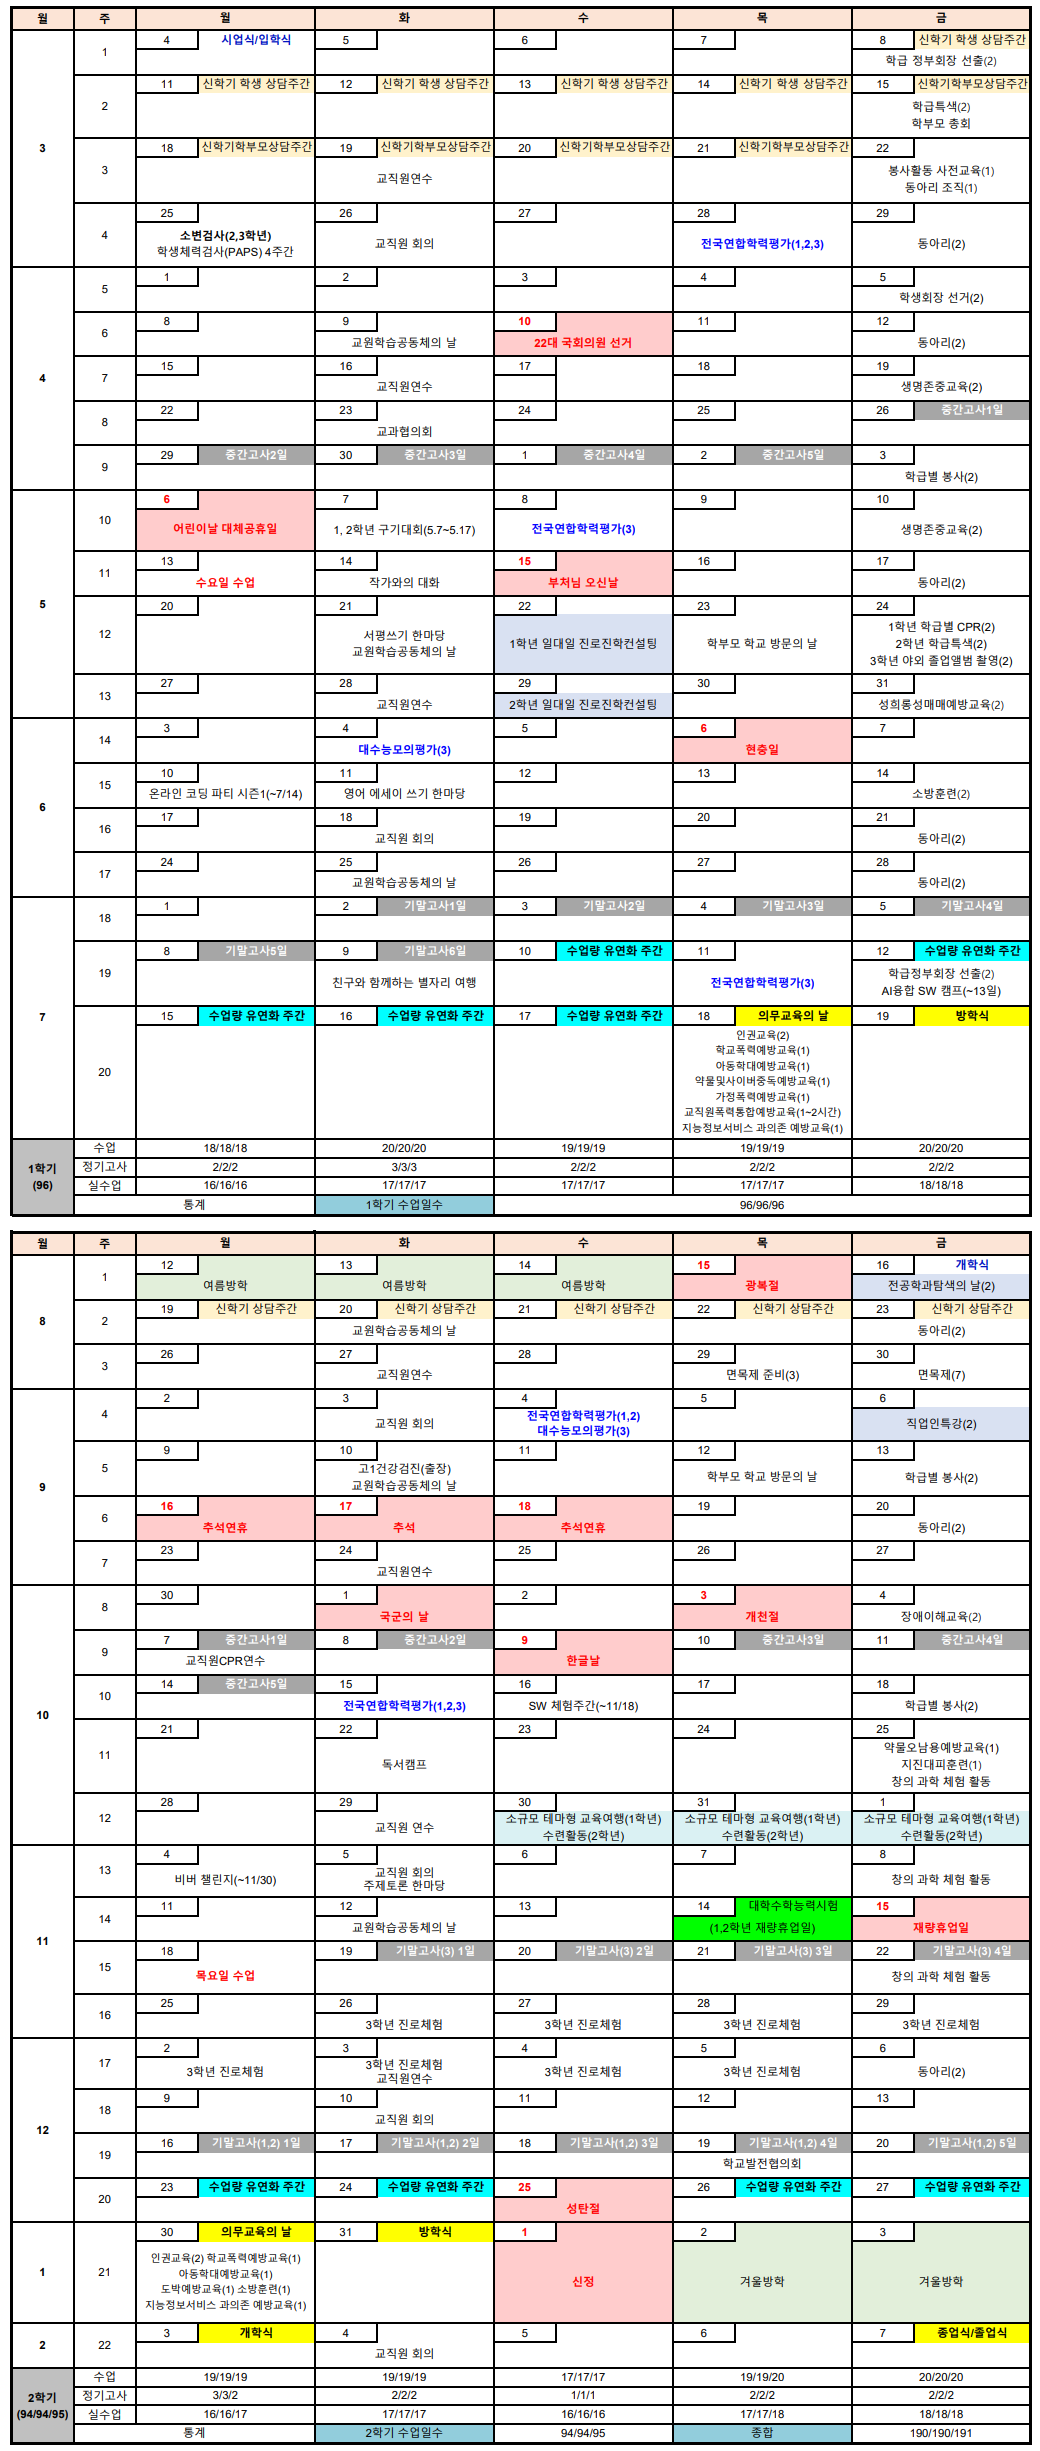 월 주 월 화 수 목 금
3
1
4 시업식/입학식
5
6
7
8 신학기 학생 상담주간
학급 정부회장 선출(2)
2
11 신학기 학생 상담주간
12 신학기 학생 상담주간
13 신학기 학생 상담주간
14 신학기 학생 상담주간
15 신학기학부모상담주간
학급특색(2)
학부모 총회
3
18 신학기학부모상담주간
19 신학기학부모상담주간
교직원연수
20 신학기학부모상담주간
21 신학기학부모상담주간
22
봉사활동 사전교육(1)
동아리 조직(1)
4
25
소변검사(2,3학년)
학생체력검사(PAPS) 4주간
26
교직원 회의
27
28
전국연합학력평가(1,2,3)
29
동아리(2)
4
5
1
2
3
4
5
학생회장 선거(2)
6
8
9
교원학습공동체의 날
10
22대 국회의원 선거
11
12
동아리(2)
7
15
16
교직원연수
17
18
19
생명존중교육(2)
8
22
23
교과협의회
24
25
26 중간고사1일
9
29 중간고사2일
30 중간고사3일
1 중간고사4일
2 중간고사5일
3
학급별 봉사(2)
5
10
6
어린이날 대체공휴일
7
1, 2학년 구기대회(5.7~5.17)
8
전국연합학력평가(3)
9
10
생명존중교육(2)
11
13
수요일 수업
14
작가와의 대화
15
부처님 오신날
16
17
동아리(2)
12
20
21
서평쓰기 한마당
교원학습공동체의 날
22
1학년 일대일 진로진학컨설팅
23
학부모 학교 방문의 날
24
1학년 학급별 CPR(2)
2학년 학급특색(2)
3학년 야외 졸업앨범 촬영(2)
13
27
28
교직원연수
29
2학년 일대일 진로진학컨설팅
30
31
성희롱성매매예방교육(2)
6
14
3
4
대수능모의평가(3)
5
6
현충일
7
15
10
온라인 코딩 파티 시즌1(~7/14)
11
영어 에세이 쓰기 한마당
12
13
14
소방훈련(2)
16
17
18
교직원 회의
19
20
21
동아리(2)
17
24
25
교원학습공동체의 날
26
27
28
동아리(2)
7
18
1
2 기말고사1일
3 기말고사2일
4 기말고사3일
5 기말고사4일
19
8 기말고사5일
9 기말고사6일
친구와 함께하는 별자리 여행
10 수업량 유연화 주간
11
전국연합학력평가(3)
12 수업량 유연화 주간
학급정부회장 선출(2)
AI융합 SW 캠프(~13일)
20
15 수업량 유연화 주간
16 수업량 유연화 주간
17 수업량 유연화 주간
18 의무교육의 날
인권교육(2)
학교폭력예방교육(1)
아동학대예방교육(1)
약물및사이버중독예방교육(1)
가정폭력예방교육(1)
교직원폭력통합예방교육(1~2시간)
지능정보서비스 과의존 예방교육(1)
19 방학식
1학기
(96)
수업 18/18/18 20/20/20 19/19/19 19/19/19 20/20/20
정기고사 2/2/2 3/3/3 2/2/2 2/2/2 2/2/2
실수업 16/16/16 17/17/17 17/17/17 17/17/17 18/18/18
통계 1학기 수업일수 96/96/96
월 주 월 화 수 목 금
8
1
12
여름방학
13
여름방학
14
여름방학
15
광복절
16 개학식
전공학과탐색의 날(2)
2
19 신학기 상담주간
20 신학기 상담주간
교원학습공동체의 날
21 신학기 상담주간
22 신학기 상담주간
23 신학기 상담주간
동아리(2)
3
26
27
교직원연수
28
29
면목제 준비(3)
30
면목제(7)
9
4
2
3
교직원 회의
4
전국연합학력평가(1,2)
대수능모의평가(3)
5
6
직업인특강(2)
5
9
10
고1건강검진(출장)
교원학습공동체의 날
11
12
학부모 학교 방문의 날
13
학급별 봉사(2)
6
16
추석연휴
17
추석
18
추석연휴
19
20
동아리(2)
7
23
24
교직원연수
25
26
27
10
8
30
1
국군의 날
2
3
개천절
4
장애이해교육(2)
9
7 중간고사1일
교직원CPR연수
8 중간고사2일
9
한글날
10 중간고사3일
11 중간고사4일
10
14 중간고사5일
15
전국연합학력평가(1,2,3)
16
SW 체험주간(~11/18)
17
18
학급별 봉사(2)
11
21
22
독서캠프
23
24
25
약물오남용예방교육(1)
지진대피훈련(1)
창의 과학 체험 활동
12
28
29
교직원 연수
30
소규모 테마형 교육여행(1학년)
수련활동(2학년)
31
소규모 테마형 교육여행(1학년)
수련활동(2학년)
1
소규모 테마형 교육여행(1학년)
수련활동(2학년)
11
13
4
비버 챌린지(~11/30)
5
교직원 회의
주제토론 한마당
6
7
8
창의 과학 체험 활동
14
11
12
교원학습공동체의 날
13
14 대학수학능력시험
(1,2학년 재량휴업일)
15
재량휴업일
15
18
목요일 수업
19 기말고사(3) 1일
20 기말고사(3) 2일
21 기말고사(3) 3일
22 기말고사(3) 4일
창의 과학 체험 활동
16
25
26
3학년 진로체험
27
3학년 진로체험
28
3학년 진로체험
29
3학년 진로체험
12
17
2
3학년 진로체험
3
3학년 진로체험
교직원연수
4
3학년 진로체험
5
3학년 진로체험
6
동아리(2)
18
9
10
교직원 회의
11
12
13
19
16 기말고사(1,2) 1일
17 기말고사(1,2) 2일
18 기말고사(1,2) 3일
19 기말고사(1,2) 4일
학교발전협의회
20 기말고사(1,2) 5일
20
23 수업량 유연화 주간
24 수업량 유연화 주간
25
성탄절
26 수업량 유연화 주간
27 수업량 유연화 주간
1
21
30 의무교육의 날
인권교육(2) 학교폭력예방교육(1)
아동학대예방교육(1)
도박예방교육(1) 소방훈련(1)
지능정보서비스 과의존 예방교육(1)
31 방학식
1
신정
2
겨울방학
3
겨울방학
2
22
3 개학식
4
교직원 회의
5
6
7 종업식/졸업식
2학기
(94/94/95)
수업 19/19/19 19/19/19 17/17/17 19/19/20 20/20/20
정기고사 3/3/2 2/2/2 1/1/1 2/2/2 2/2/2
실수업 16/16/17 17/17/17 16/16/16 17/17/18 18/18/18
통계 2학기 수업일수 94/94/95 종합 190/190/191